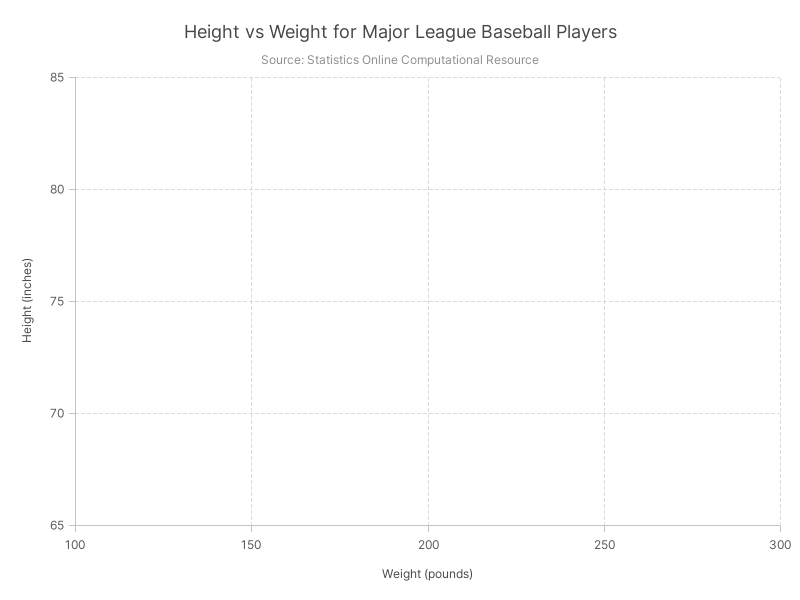 Height vs Weight for Major League Baseball Players
Source: Statistics Online Computational Resource
85
80
75
70
65
Height (inches)
100 150 200 250 300
Weight (pounds)